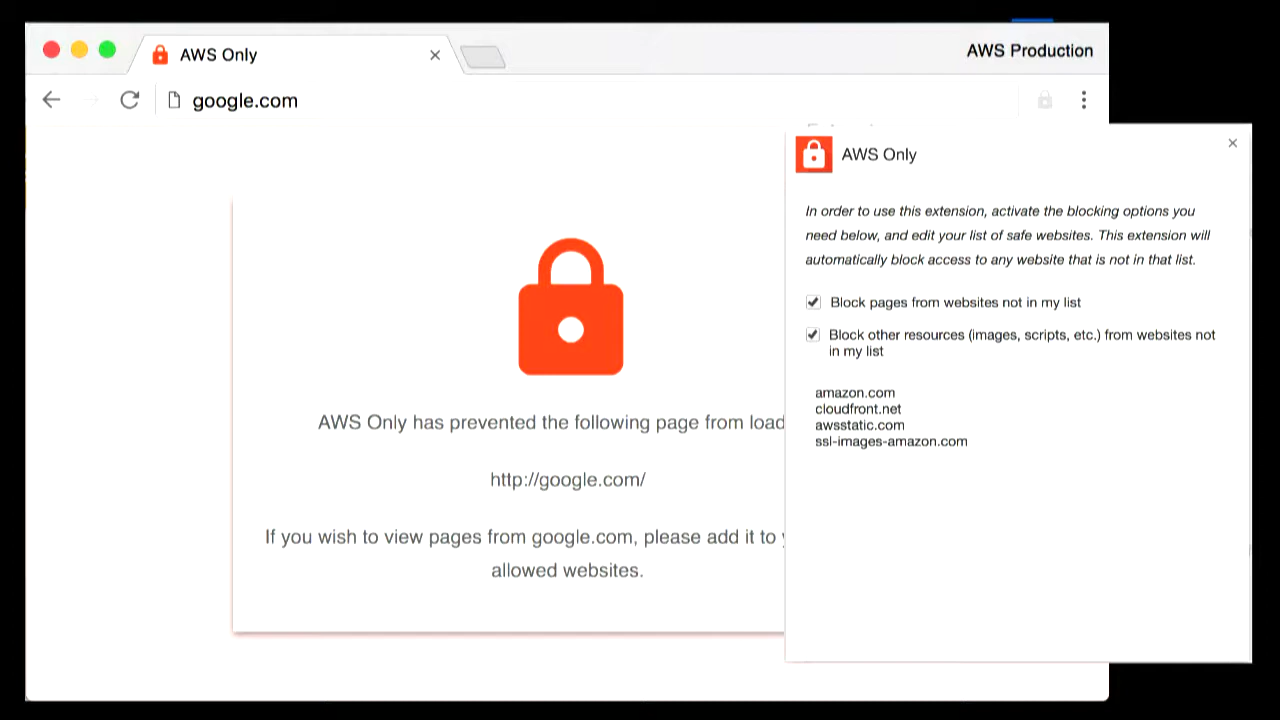 AWS Only
AWS Production
google.com
AWS Only
In order to use this extension, activate the blocking options you
need below, and edit your list of safe websites. This extension will
automatically block access to any website that is not in that list.
Block pages from websites not in my list
Block other resources (images, scripts, etc.) from websites not
in my list
amazon.com
cloudfront.net
awsstatic.com
ssl-images-amazon.com
AWS Only has prevented the following page from load
http://google.com/
If you wish to view pages from google.com, please add it to
allowed websites.